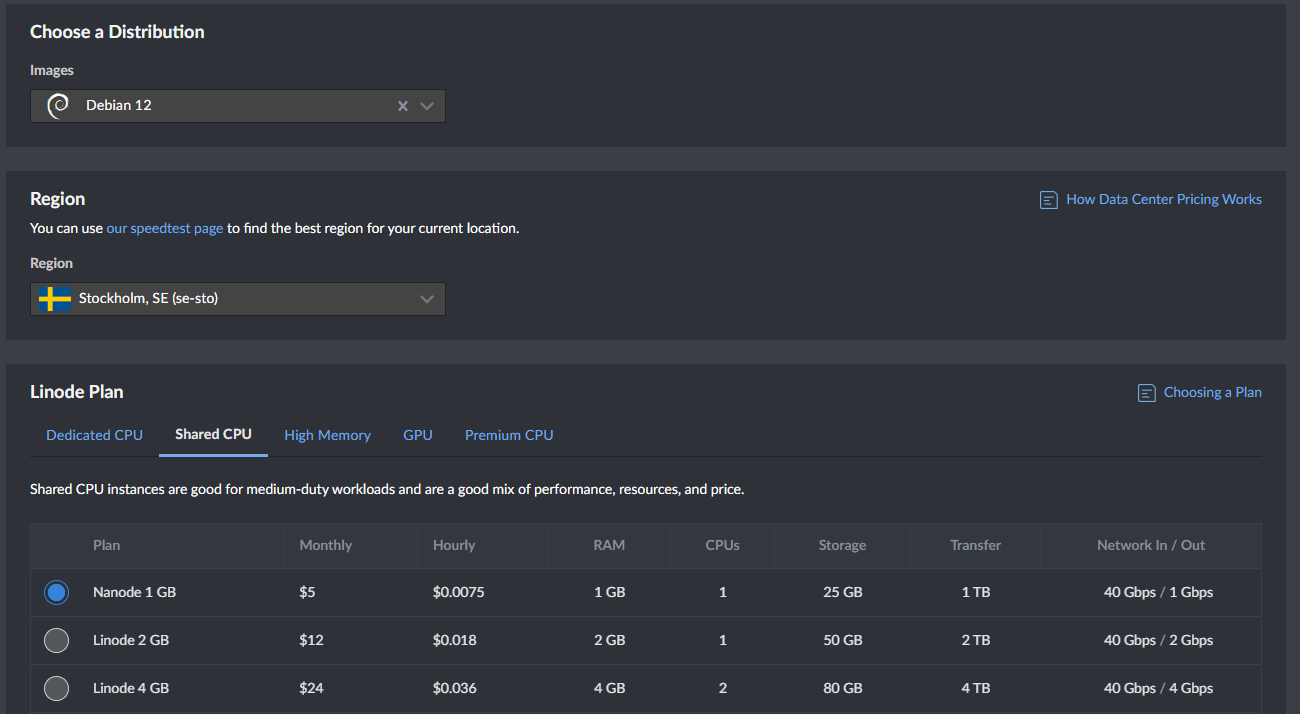 Choose a Distribution
Images
Debian 12
Region
How Data Center Pricing Works
You can use our speedtest page to find the best region for your current location.
Region
Stockholm, SE (se-sto)
Linode Plan
Choosing a Plan
Dedicated CPU Shared CPU High Memory GPU Premium CPU
Shared CPU instances are good for medium-duty workloads and are a good mix of performance, resources, and price.
Plan Monthly Hourly RAM CPUs Storage Transfer Network In / Out
Nanode 1 GB $5 $0.0075 1 GB 1 25 GB 1 TB 40 Gbps / 1 Gbps
Linode 2 GB $12 $0.018 2 GB 1 50 GB 2 TB 40 Gbps / 2 Gbps
Linode 4 GB $24 $0.036 4 GB 2 80 GB 4 TB 40 Gbps / 4 Gbps